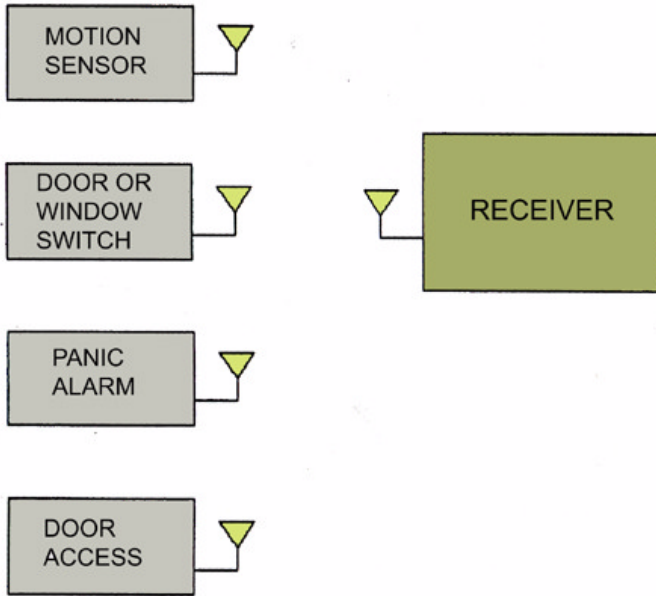 MOTION
SENSOR
DOOR OR
WINDOW
SWITCH
RECEIVER
PANIC
ALARM
DOOR
ACCESS